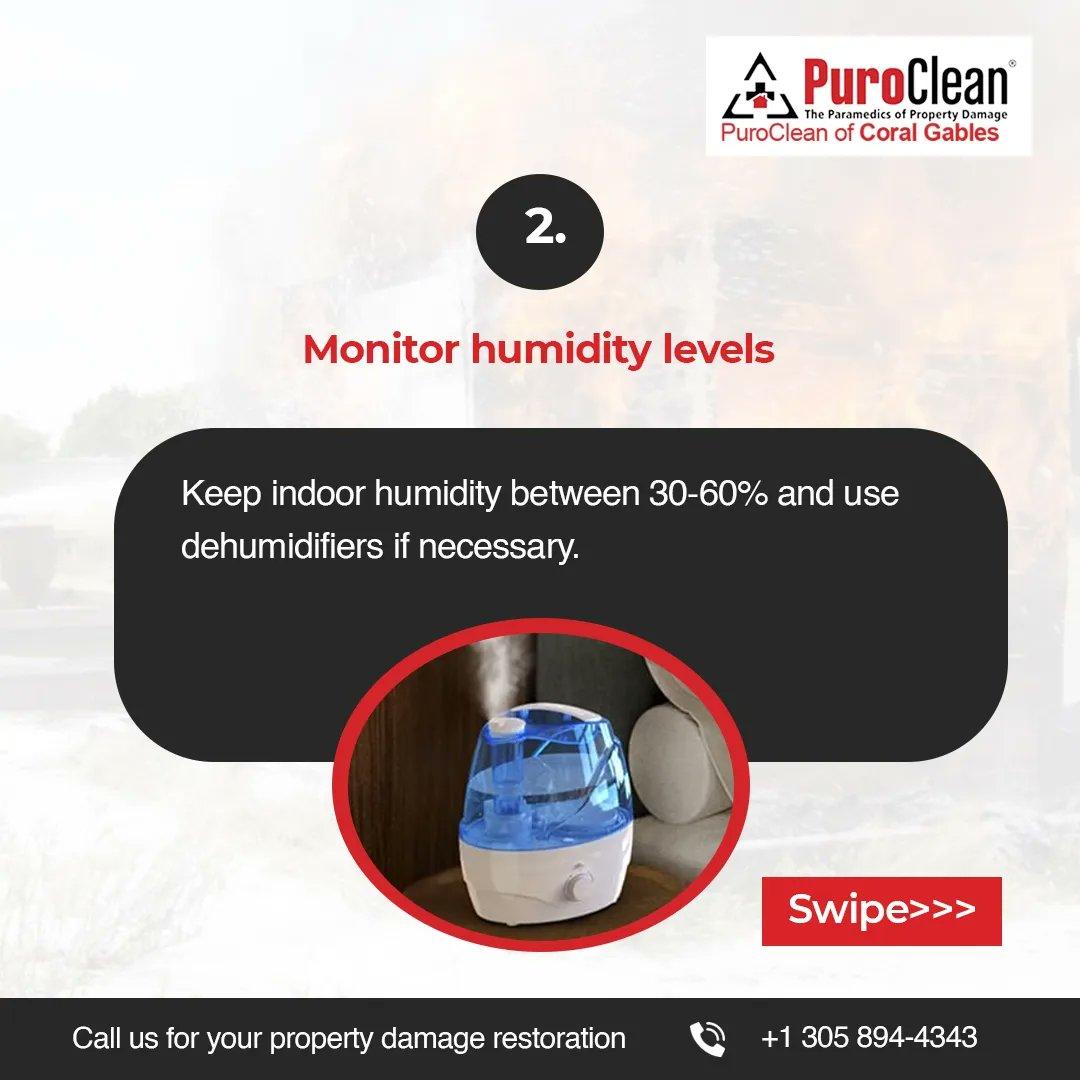 PuroClean®
The Paramedics of Property Damage
PuroClean of Coral Gables
2.
Monitor humidity levels
Keep indoor humidity between 30-60% and use
dehumidifiers if necessary.
Swipe>>>
Call us for your property damage restoration
+1 305 894-4343